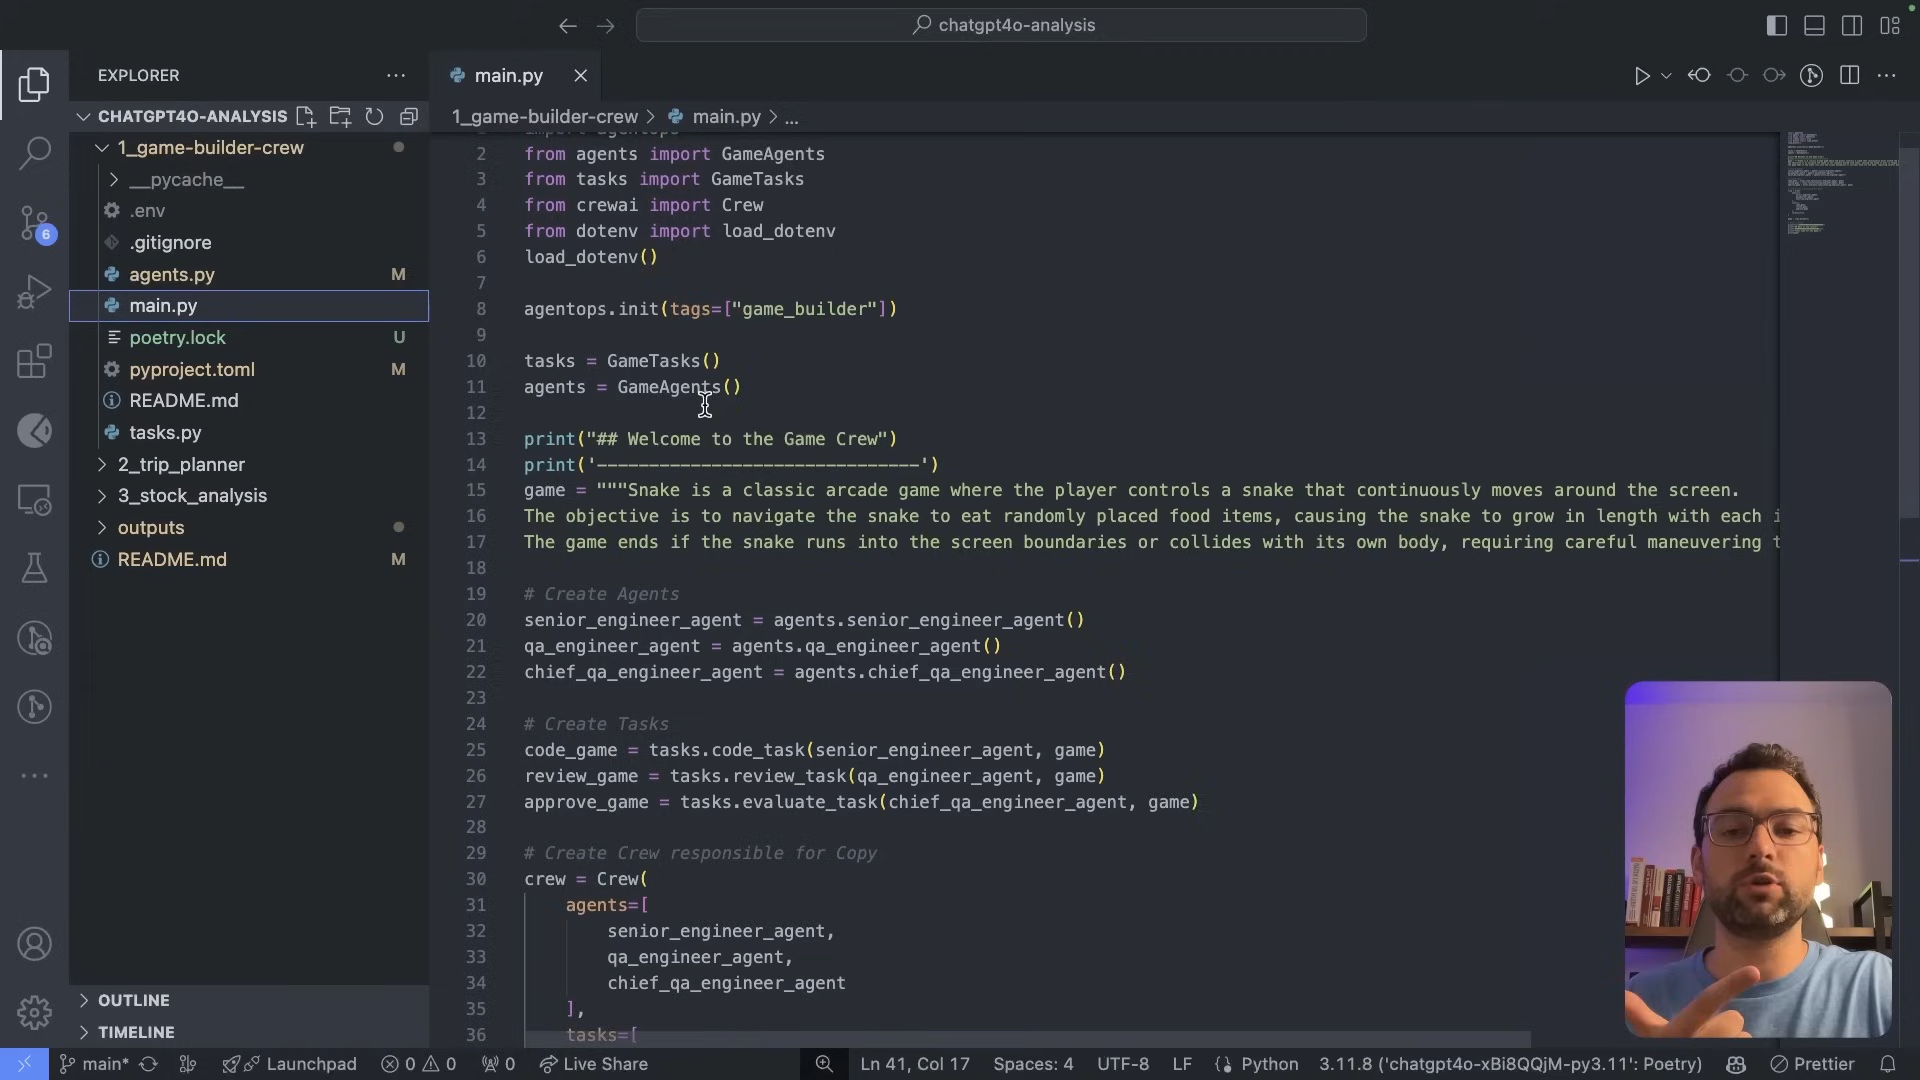 chatgpt4o-analysis
EXPLORER
main.py
CHATGPT4O-ANALYSIS
1_game-builder-crew > main.py > ...
1_game-builder-crew
__pycache__
.env
.gitignore
agents.py M
main.py
poetry.lock U
pyproject.toml M
README.md
tasks.py
2_trip_planner
3_stock_analysis
outputs
README.md M
6
OUTLINE
TIMELINE
import agentops
2 from agents import GameAgents
3 from tasks import GameTasks
4 from crewai import Crew
5 from dotenv import load_dotenv
6 load_dotenv()
7
8 agentops.init(tags=["game_builder"])
9
10 tasks = GameTasks()
11 agents = GameAgents()
12
13 print("## Welcome to the Game Crew")
14 print('-------------------------------')
15 game = """Snake is a classic arcade game where the player controls a snake that continuously moves around the screen.
16 The objective is to navigate the snake to eat randomly placed food items, causing the snake to grow in length with each i
17 The game ends if the snake runs into the screen boundaries or collides with its own body, requiring careful maneuvering t
18
19 # Create Agents
20 senior_engineer_agent = agents.senior_engineer_agent()
21 qa_engineer_agent = agents.qa_engineer_agent()
22 chief_qa_engineer_agent = agents.chief_qa_engineer_agent()
23
24 # Create Tasks
25 code_game = tasks.code_task(senior_engineer_agent, game)
26 review_game = tasks.review_task(qa_engineer_agent, game)
27 approve_game = tasks.evaluate_task(chief_qa_engineer_agent, game)
28
29 # Create Crew responsible for Copy
30 crew = Crew(
31 agents=[
32 senior_engineer_agent,
33 qa_engineer_agent,
34 chief_qa_engineer_agent
35 ],
36 tasks=[
main* Launchpad 0 0 0 Live Share Ln 41, Col 17 Spaces: 4 UTF-8 LF Python 3.11.8 ('chatgpt4o-xBi8QQjM-py3.11': Poetry) Prettier